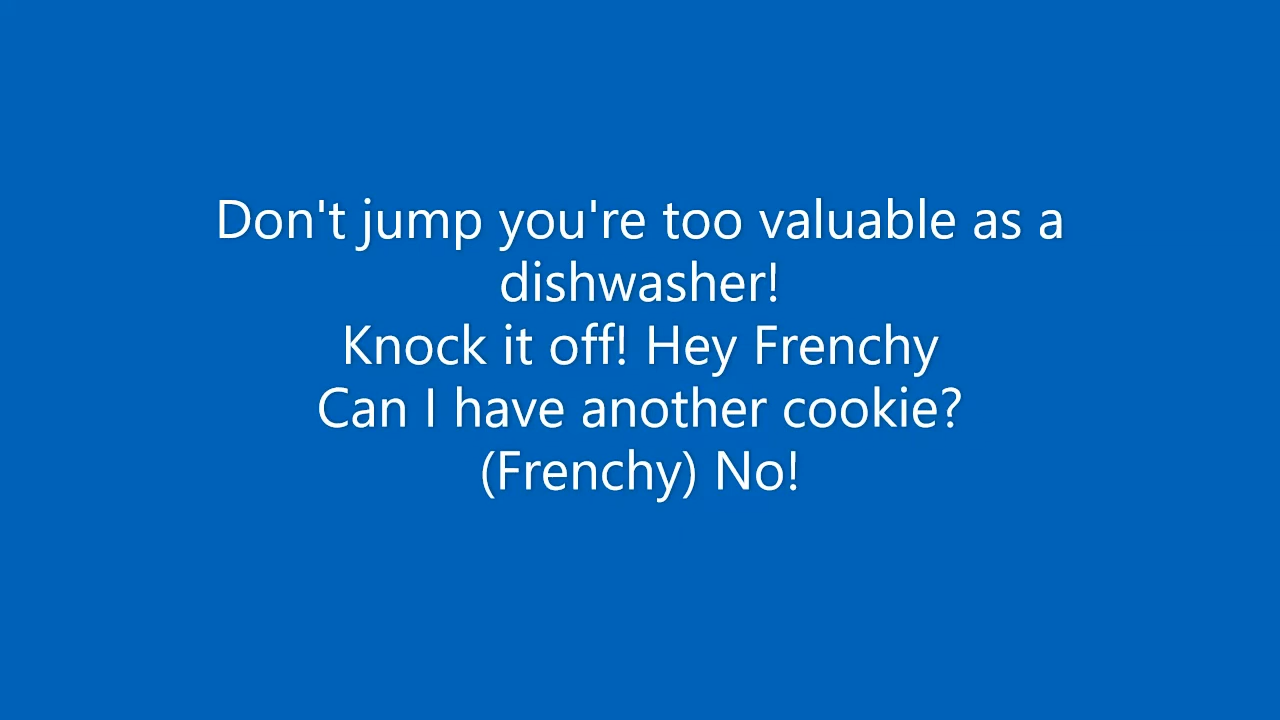 Don't jump you're too valuable as a
dishwasher!
Knock it off! Hey Frenchy
Can I have another cookie?
(Frenchy) No!